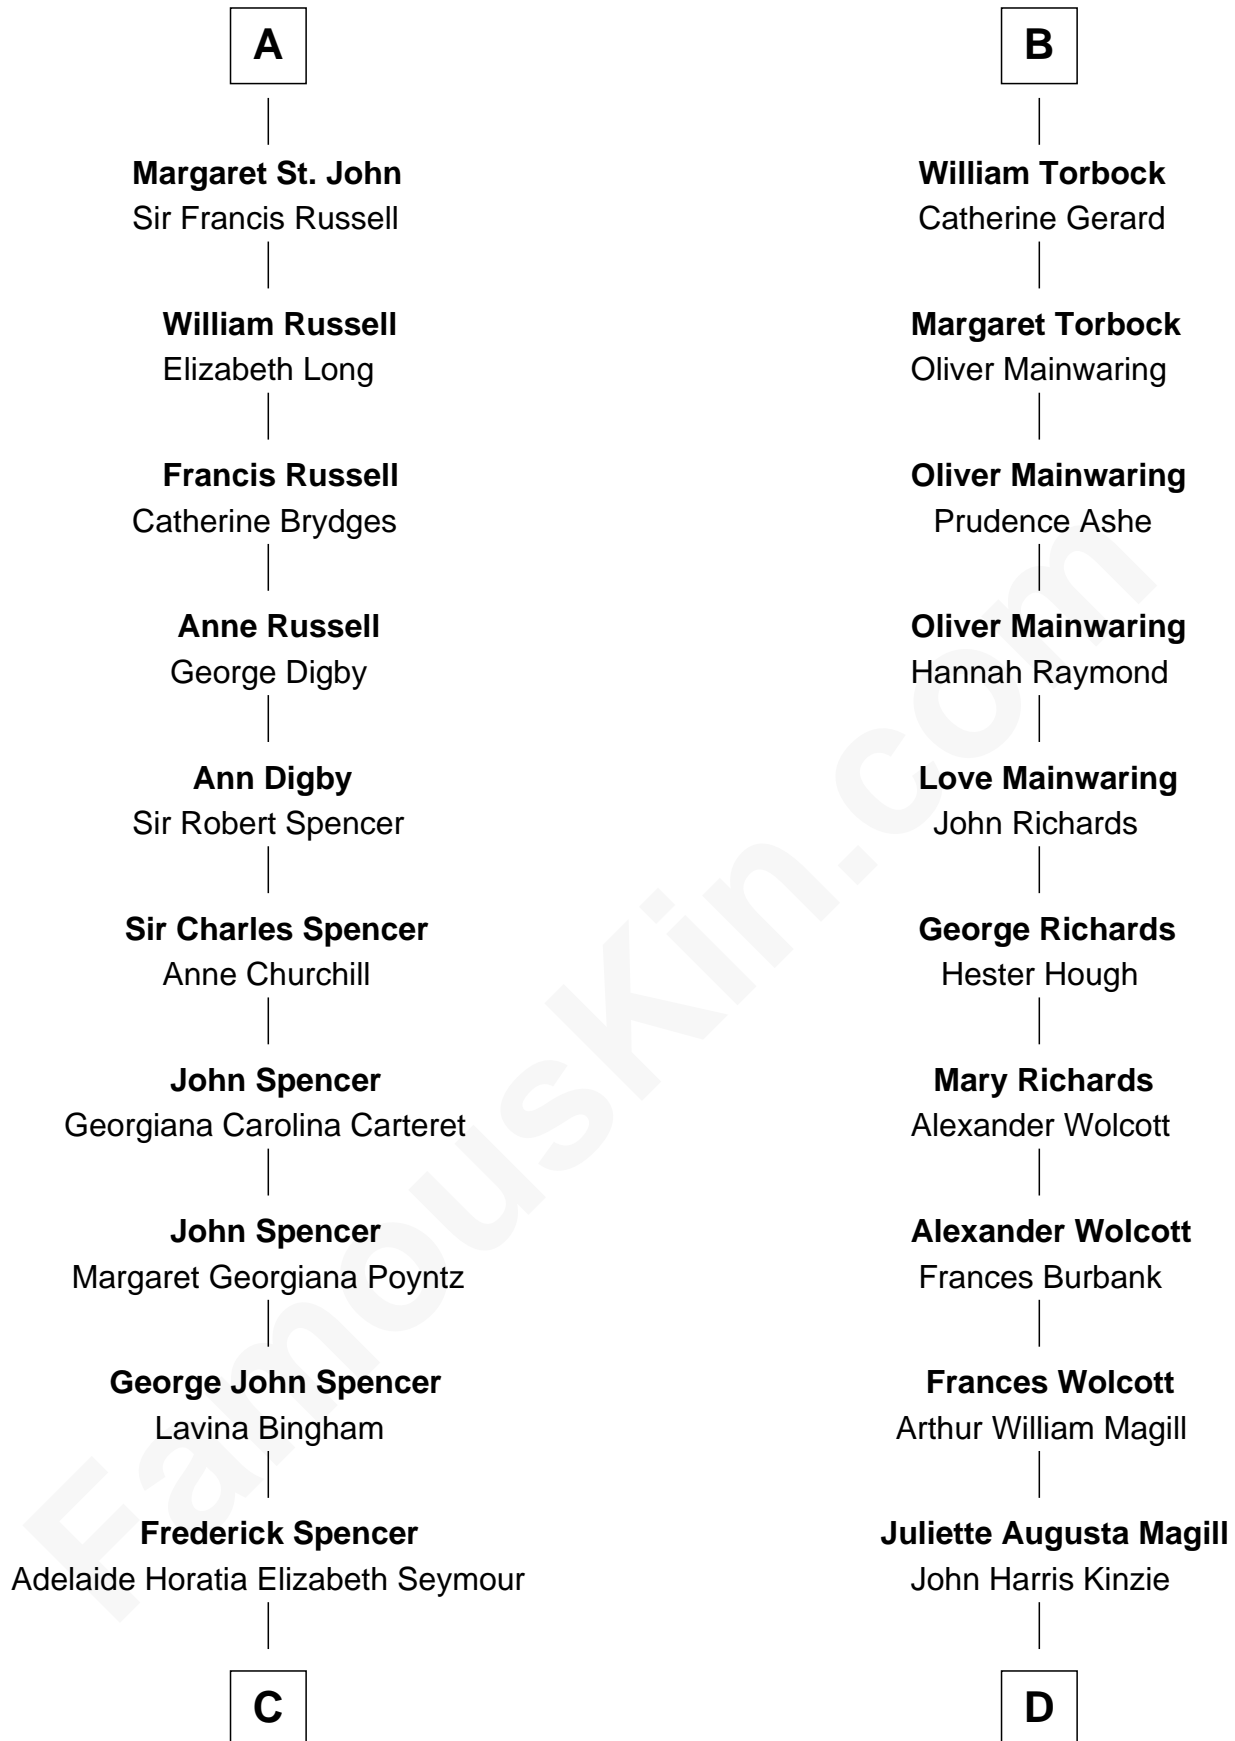 A
Margaret St. John
Sir Francis Russell
William Russell
Elizabeth Long
Francis Russell
Catherine Brydges
Anne Russell
George Digby
Ann Digby
Sir Robert Spencer
Sir Charles Spencer
Anne Churchill
John Spencer
Georgiana Carolina Carteret
John Spencer
Margaret Georgiana Poyntz
George John Spencer
Lavina Bingham
Frederick Spencer
Adelaide Horatia Elizabeth Seymour
C
B
William Torbock
Catherine Gerard
Margaret Torbock
Oliver Mainwaring
Oliver Mainwaring
Prudence Ashe
Oliver Mainwaring
Hannah Raymond
Love Mainwaring
John Richards
George Richards
Hester Hough
Mary Richards
Alexander Wolcott
Alexander Wolcott
Frances Burbank
Frances Wolcott
Arthur William Magill
Juliette Augusta Magill
John Harris Kinzie
D
FamousKin.com